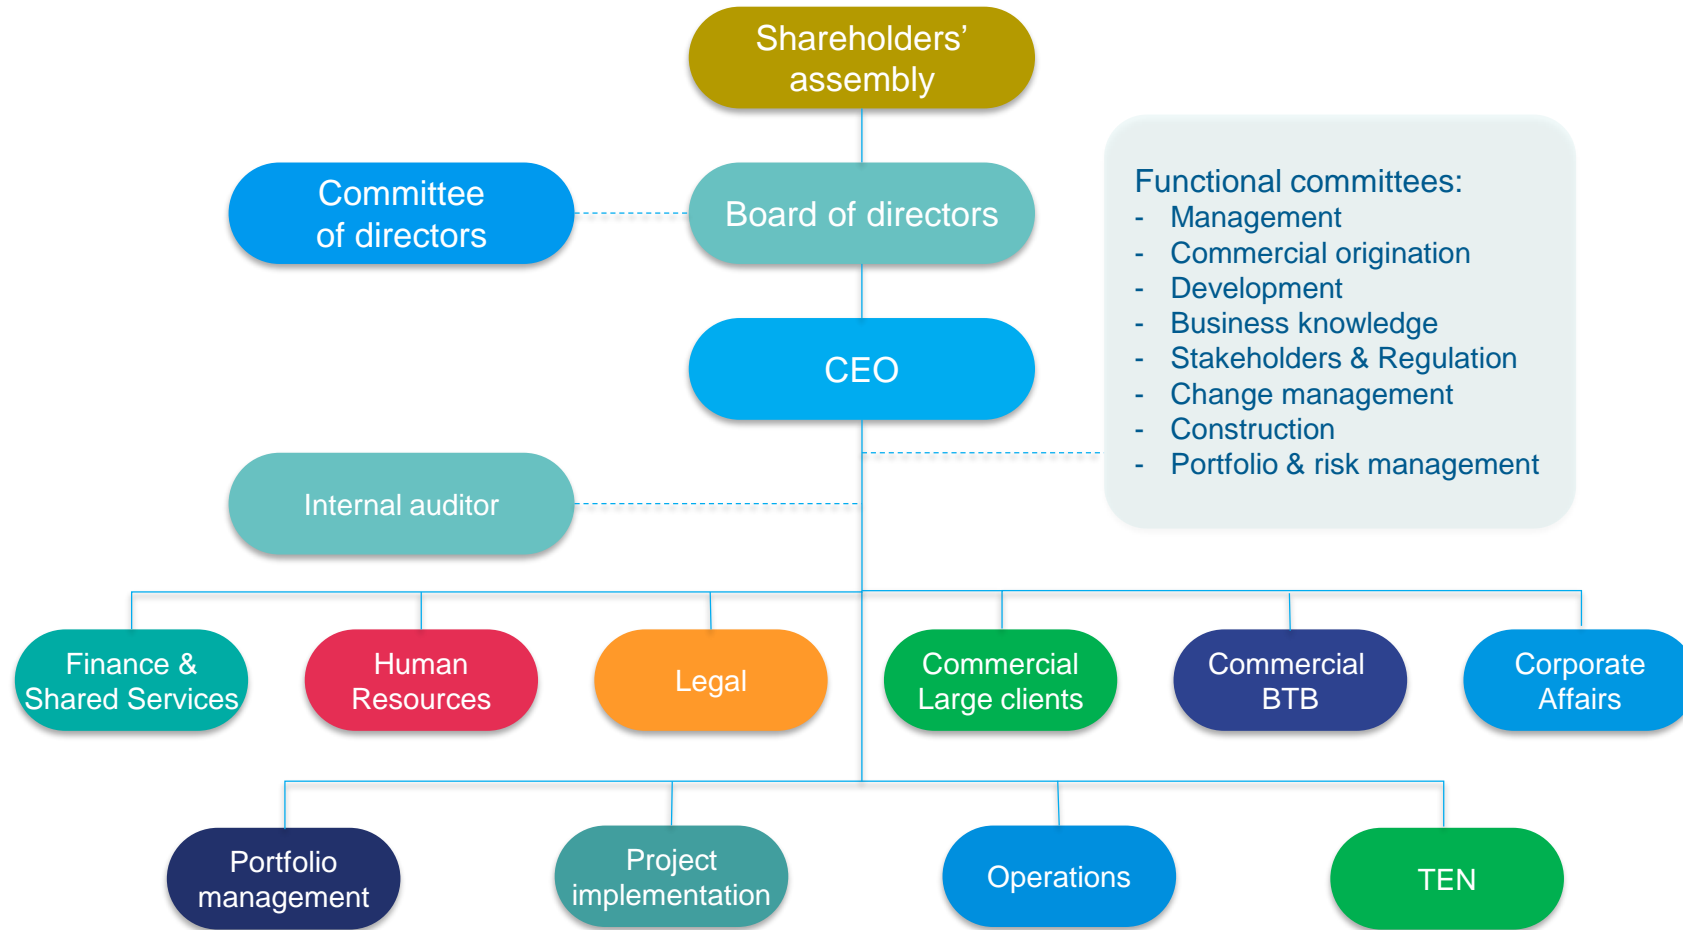 Shareholders’
assembly
Committee
of directors
Board of directors
Functional committees:
- Management
- Commercial origination
- Development
- Business knowledge
- Stakeholders & Regulation
- Change management
- Construction
- Portfolio & risk management
CEO
Internal auditor
Finance &
Shared Services
Human
Resources
Legal
Commercial
Large clients
Commercial
BTB
Corporate
Affairs
Portfolio
management
Project
implementation
Operations
TEN